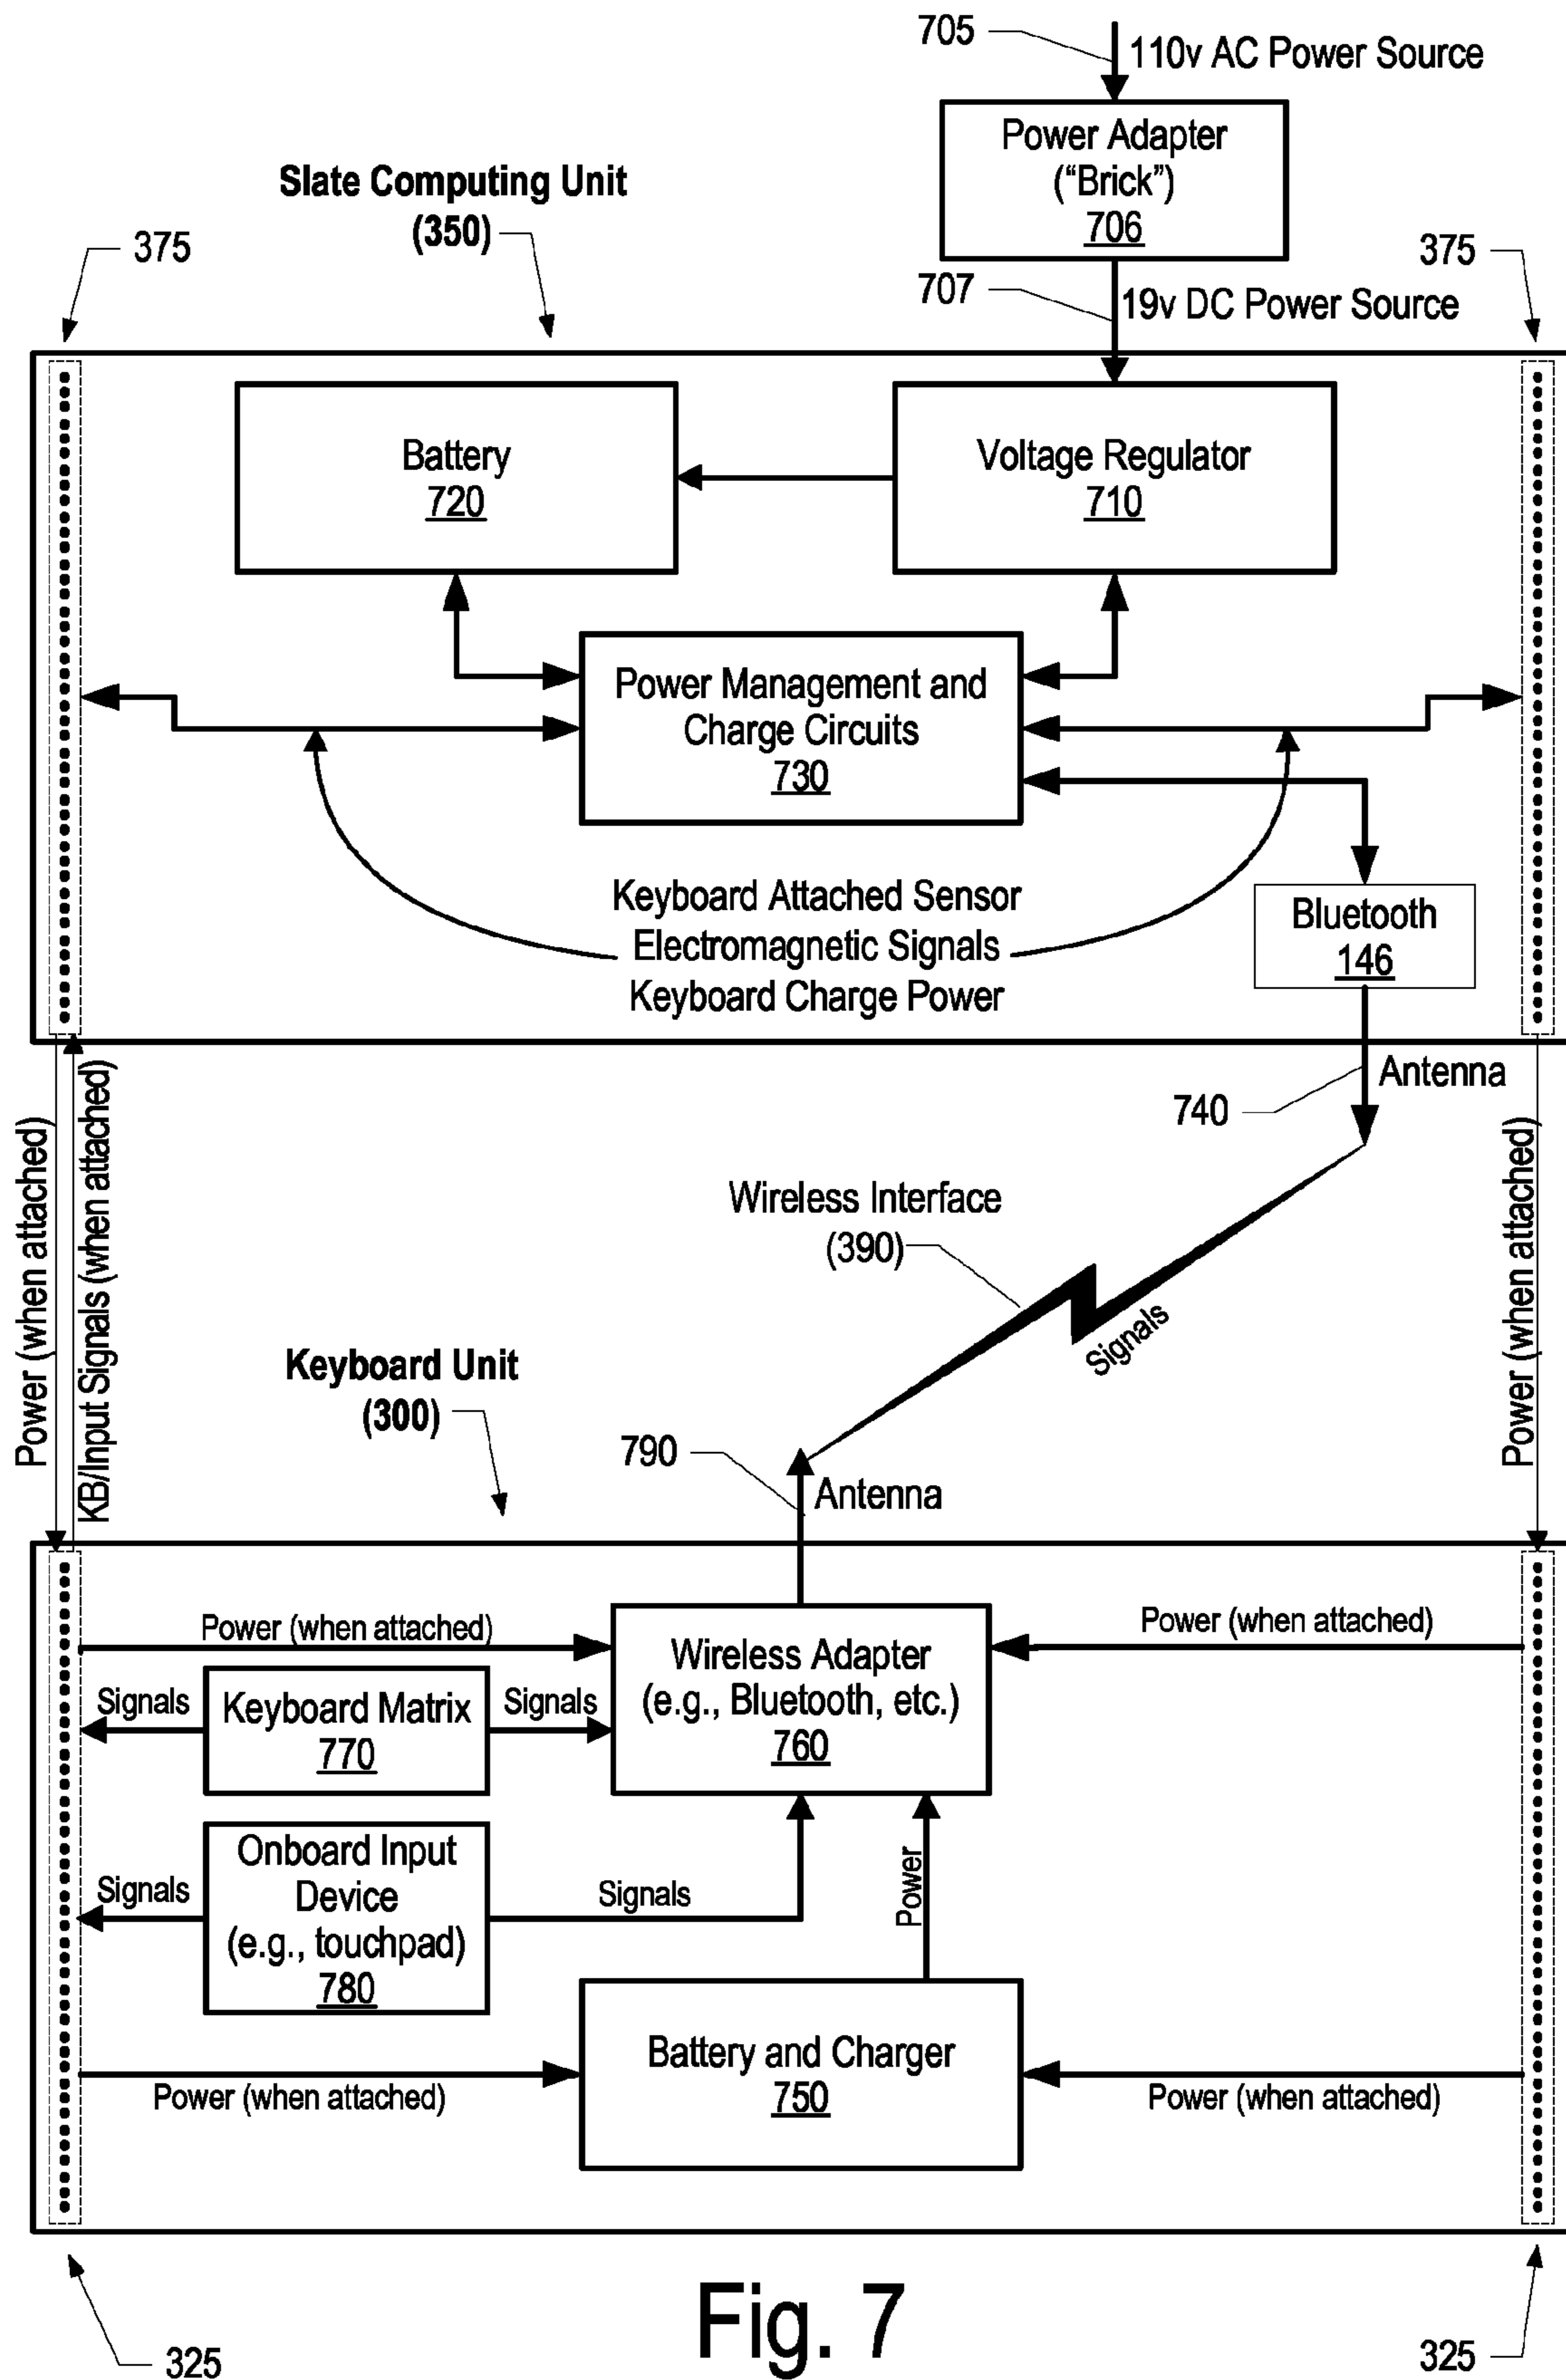 705
110v AC Power Source
Power Adapter
(“Brick”)
706
Slate Computing Unit
(350)
375
375
707
19v DC Power Source
Battery
720
Voltage Regulator
710
Power Management and
Charge Circuits
730
Keyboard Attached Sensor
Electromagnetic Signals
Keyboard Charge Power
Bluetooth
146
Antenna
740
Power (when attached)
KB/Input Signals (when attached)
Power (when attached)
Wireless Interface
(390)
Signals
Keyboard Unit
(300)
790
Antenna
Power (when attached)
Power (when attached)
Wireless Adapter
(e.g., Bluetooth, etc.)
760
Signals
Keyboard Matrix
770
Signals
Onboard Input
Device
(e.g., touchpad)
780
Signals
Signals
Power
Battery and Charger
750
Power (when attached)
Power (when attached)
325
Fig. 7
325